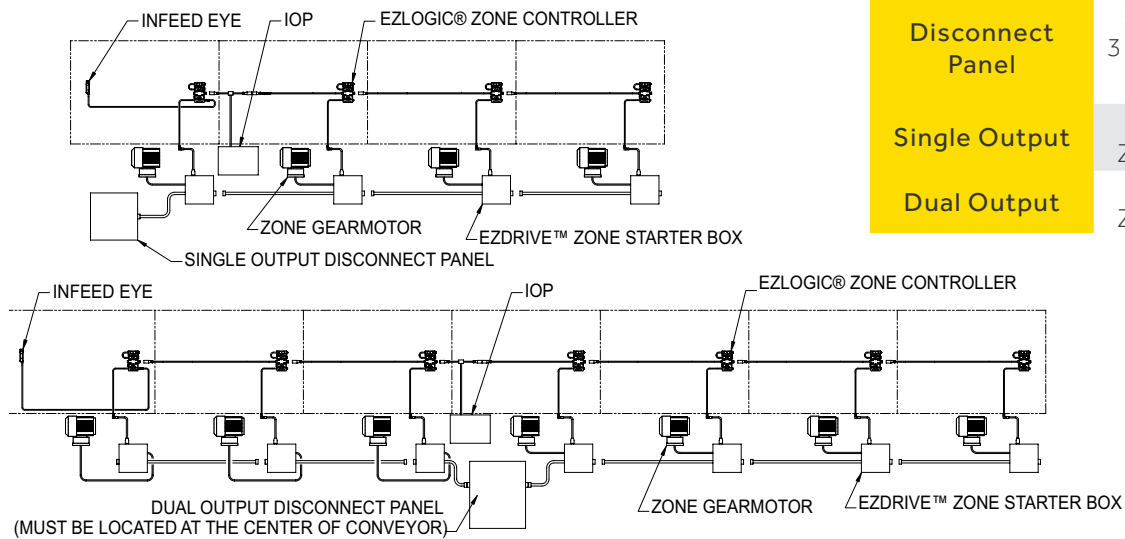 INFEED EYE
IOP
EZLOGIC® ZONE CONTROLLER
ZONE GEARMOTOR
EZDRIVE™ ZONE STARTER BOX
SINGLE OUTPUT DISCONNECT PANEL
Disconnect
Panel
3
Single Output
Z
Dual Output
Z
INFEED EYE
IOP
EZLOGIC® ZONE CONTROLLER
DUAL OUTPUT DISCONNECT PANEL
(MUST BE LOCATED AT THE CENTER OF CONVEYOR)
ZONE GEARMOTOR
EZDRIVE™ ZONE STARTER BOX